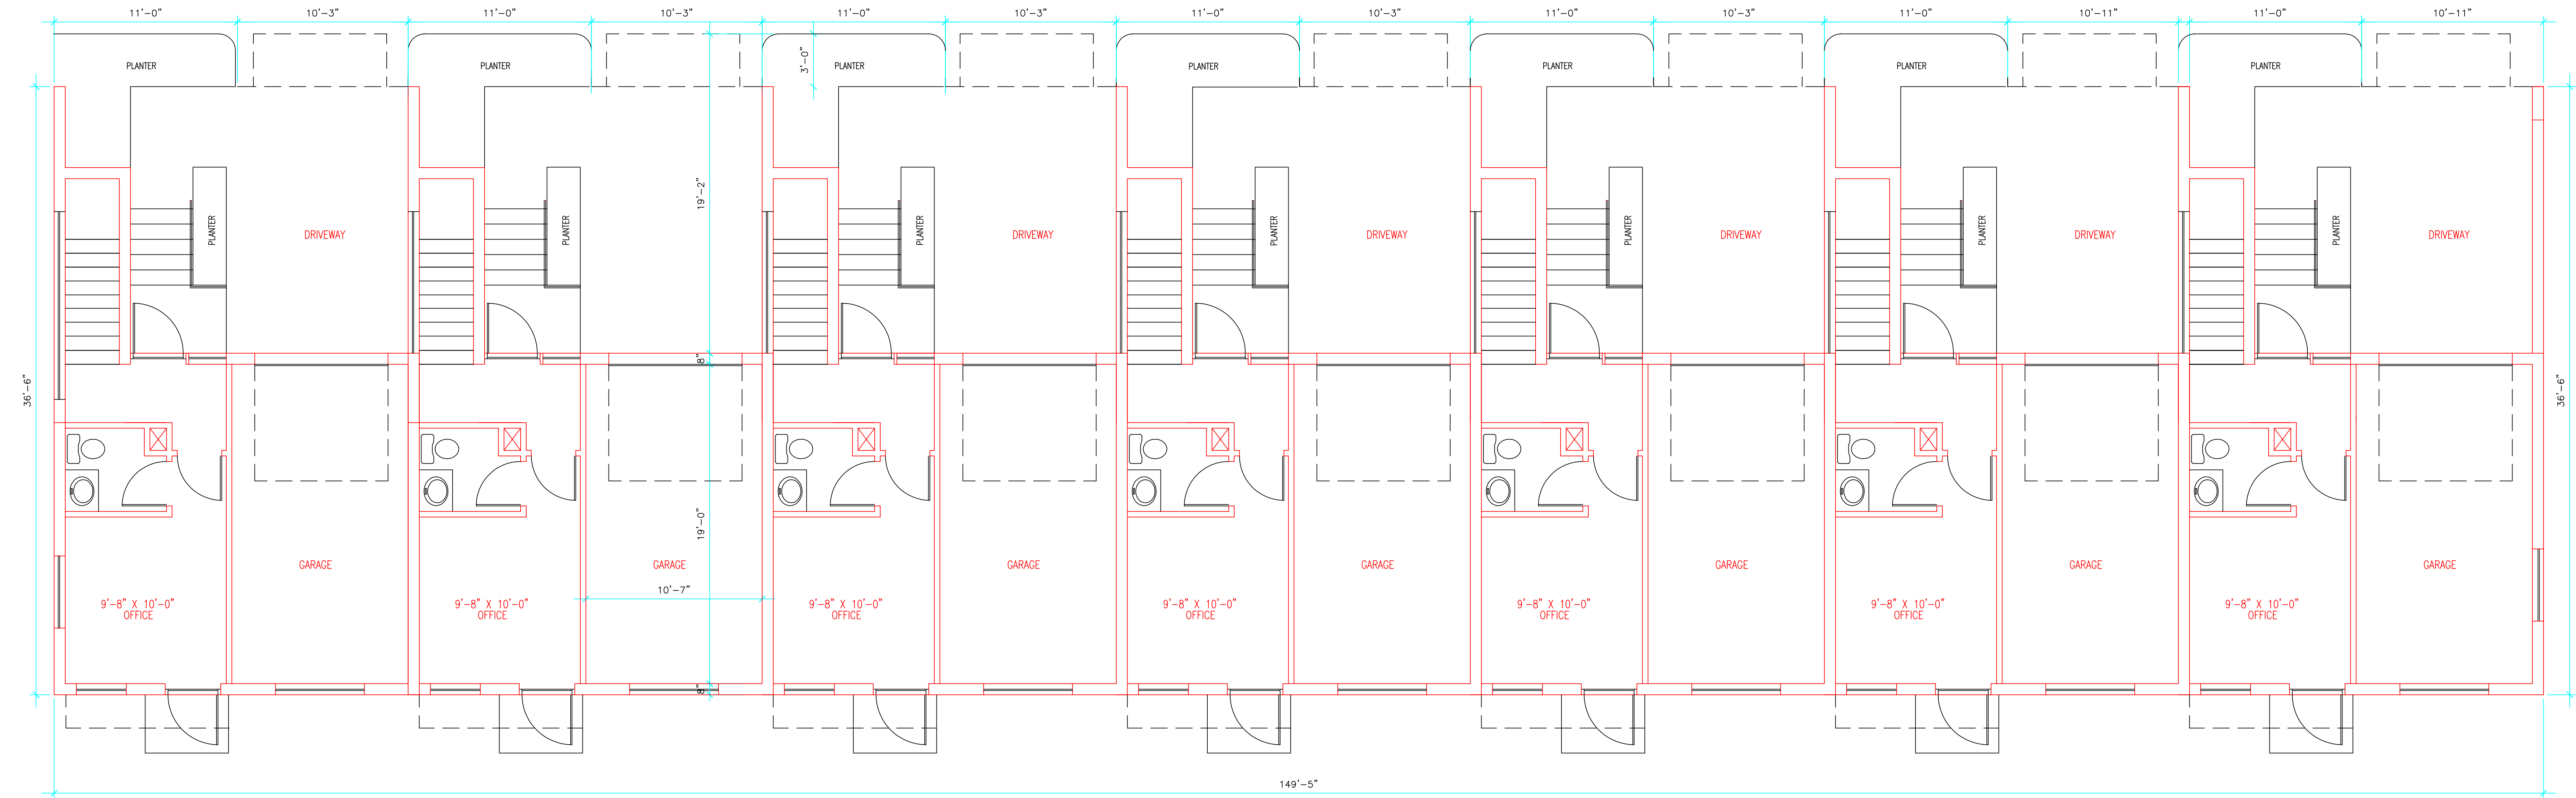 11'-0" 10'-3" 11'-0" 10'-3" 11'-0" 10'-3" 11'-0" 10'-3" 11'-0" 10'-3" 11'-0" 10'-11" 11'-0" 10'-11"
3'-0"
PLANTER PLANTER PLANTER PLANTER PLANTER PLANTER PLANTER
19'-2"
PLANTER PLANTER PLANTER PLANTER PLANTER PLANTER PLANTER
DRIVEWAY DRIVEWAY DRIVEWAY DRIVEWAY DRIVEWAY DRIVEWAY
8"
36'-6" 36'-6"
19'-0"
GARAGE GARAGE GARAGE GARAGE GARAGE GARAGE GARAGE
10'-7"
9'-8" X 10'-0" 9'-8" X 10'-0" 9'-8" X 10'-0" 9'-8" X 10'-0" 9'-8" X 10'-0" 9'-8" X 10'-0" 9'-8" X 10'-0"
OFFICE OFFICE OFFICE OFFICE OFFICE OFFICE OFFICE
8"
149'-5"